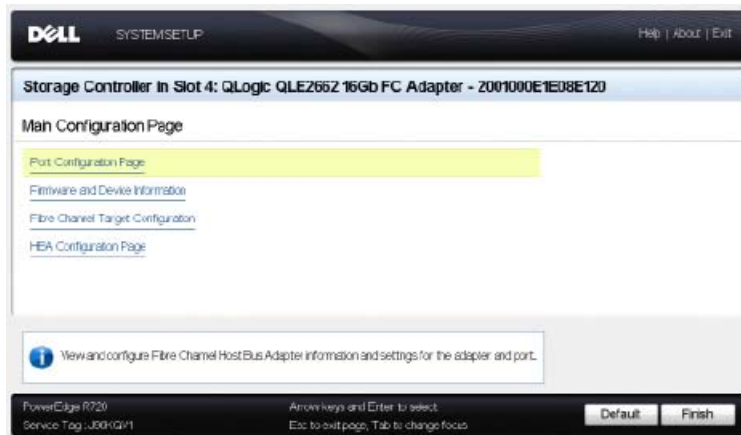 DELL SYSTEM SETUP Help | About | Exit
Storage Controller in Slot 4: QLogic QLE2662 16Gb FC Adapter - 2001000E1E08E120
Main Configuration Page
Port Configuration Page
Firmware and Device Information
Fibre Channel Target Configuration
HBA Configuration Page
View and configure Fibre Channel Host Bus Adapter information and settings for the adapter and port.
PowerEdge R720 Arrow keys and Enter to select
Service Tag : Esc to exit page, Tab to change focus
Default Finish